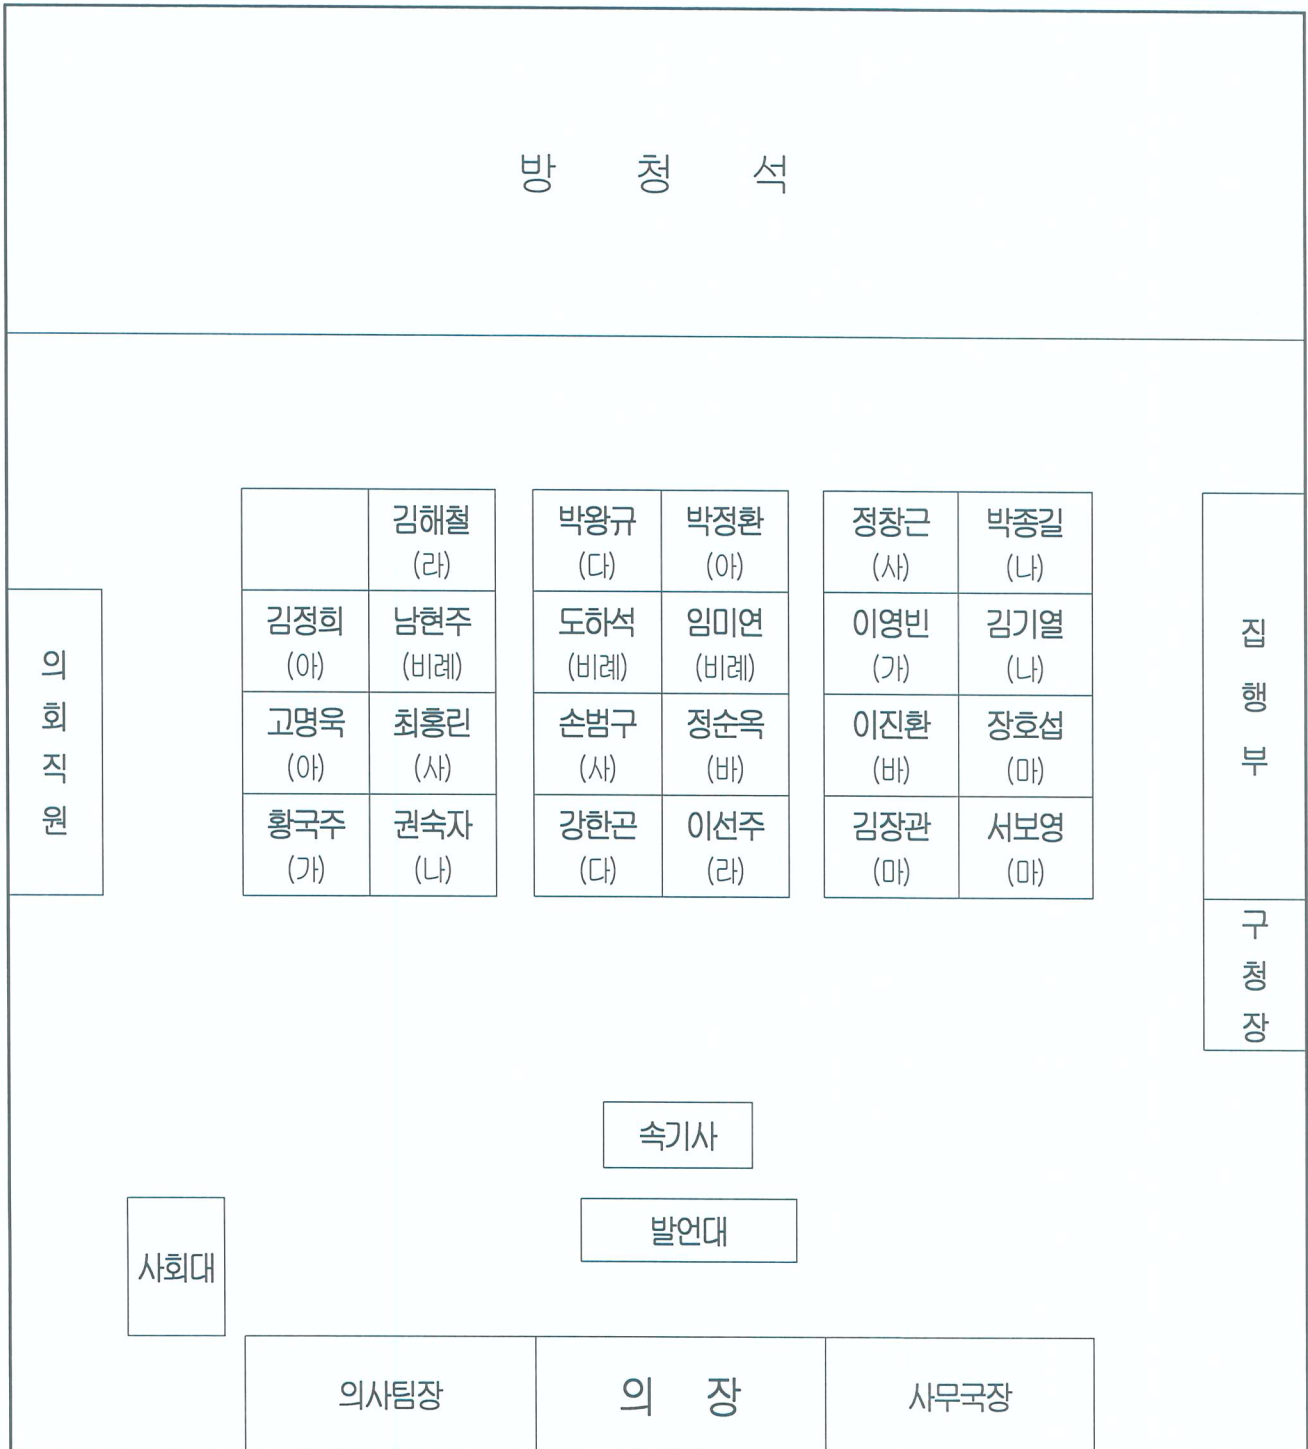 방 청 석
김해철 박왕규 박정환 정창근 박종길
(라) (다) (아) (사) (나)
김정희 남현주 도하석 임미연 이영빈 김기열
(아) (비례) (비례) (비례) (가) (나)
고명욱 최홍린 손범구 정순옥 이진환 장호섭
(아) (사) (사) (바) (바) (마)
황국주 권숙자 강한곤 이선주 김장관 서보영
(가) (나) (다) (라) (마) (마)
의회직원
집행부
구청장
속기사
발언대
사회대
의사팀장 의 장 사무국장